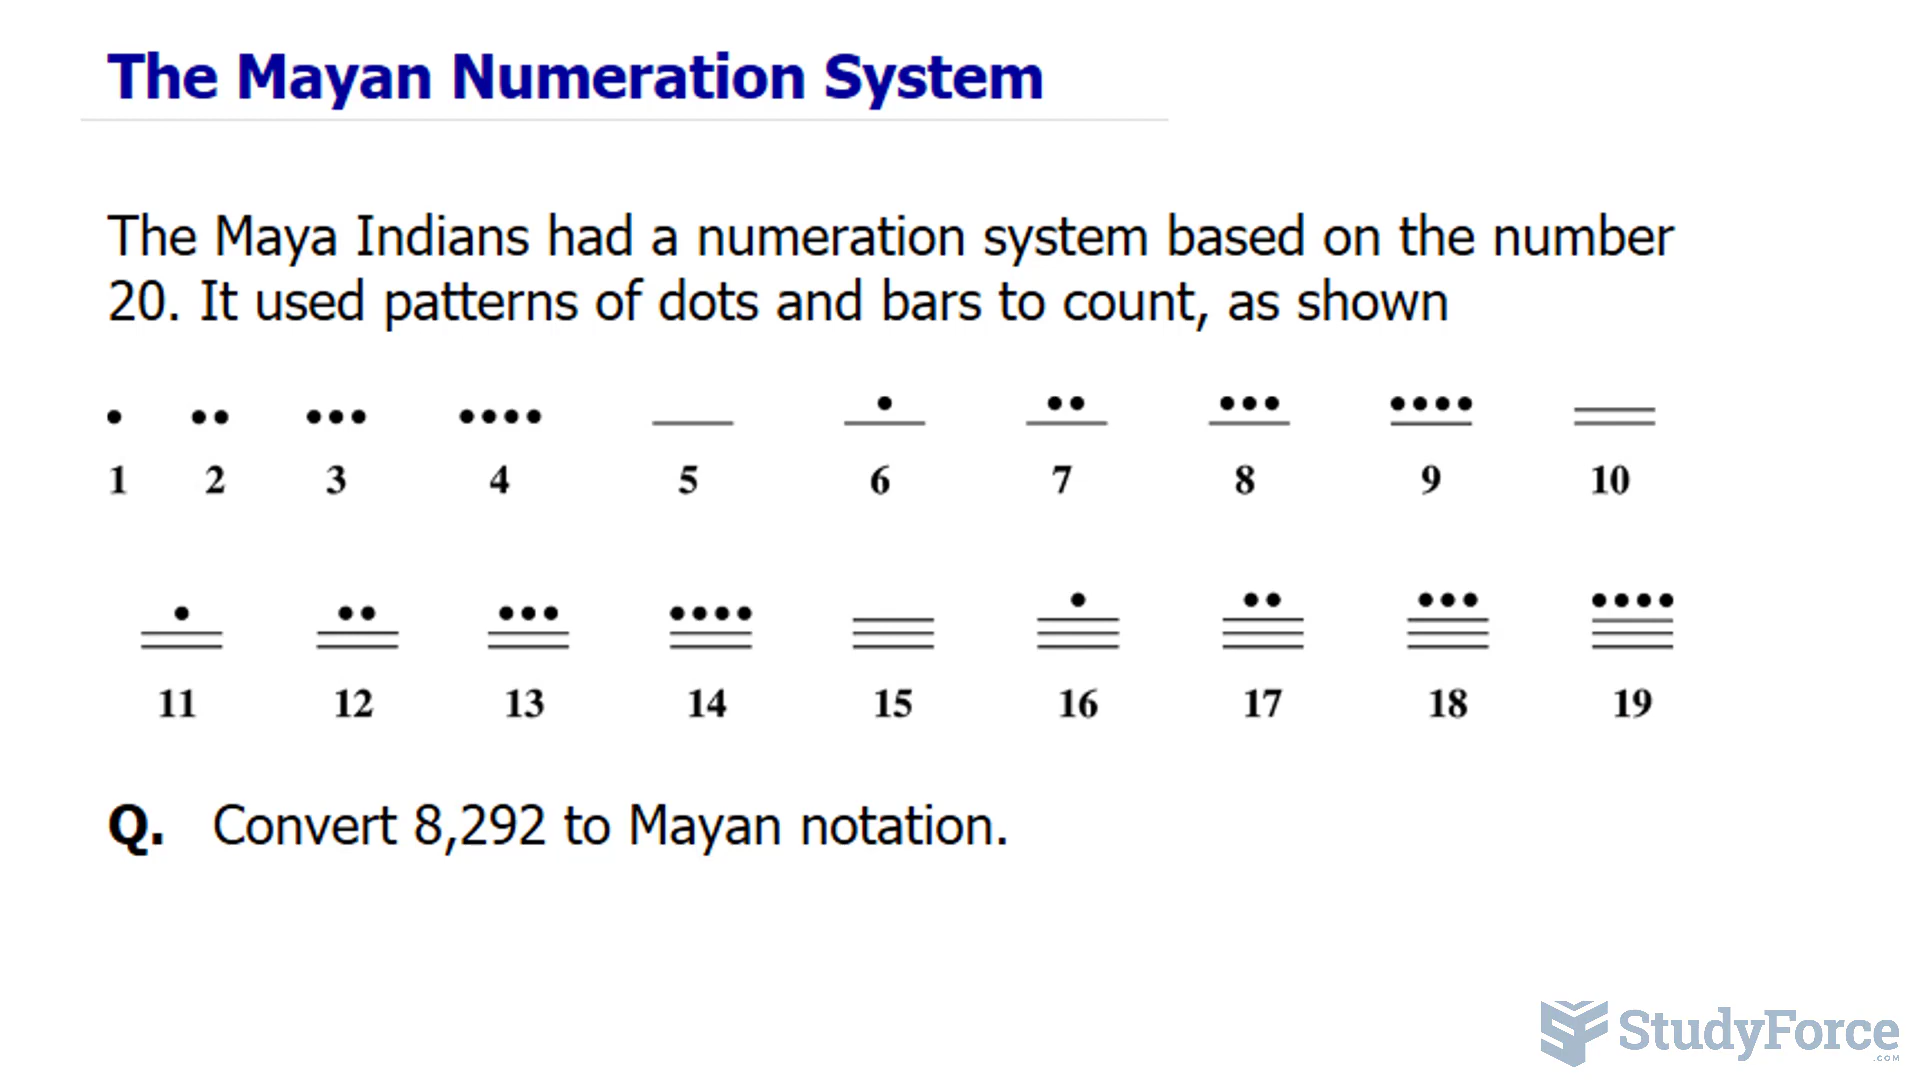 The Mayan Numeration System
The Maya Indians had a numeration system based on the number
20. It used patterns of dots and bars to count, as shown
1 2 3 4 5 6 7 8 9 10
11 12 13 14 15 16 17 18 19
Q. Convert 8,292 to Mayan notation.
StudyForce
.COM